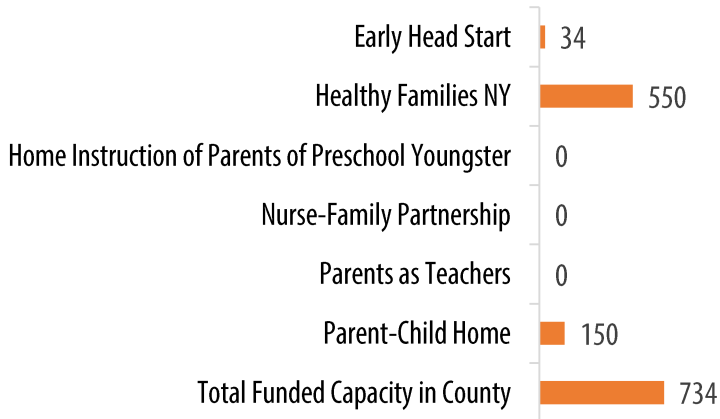 Early Head Start 34
Healthy Families NY 550
Home Instruction of Parents of Preschool Youngster 0
Nurse-Family Partnership 0
Parents as Teachers 0
Parent-Child Home 150
Total Funded Capacity in County 734